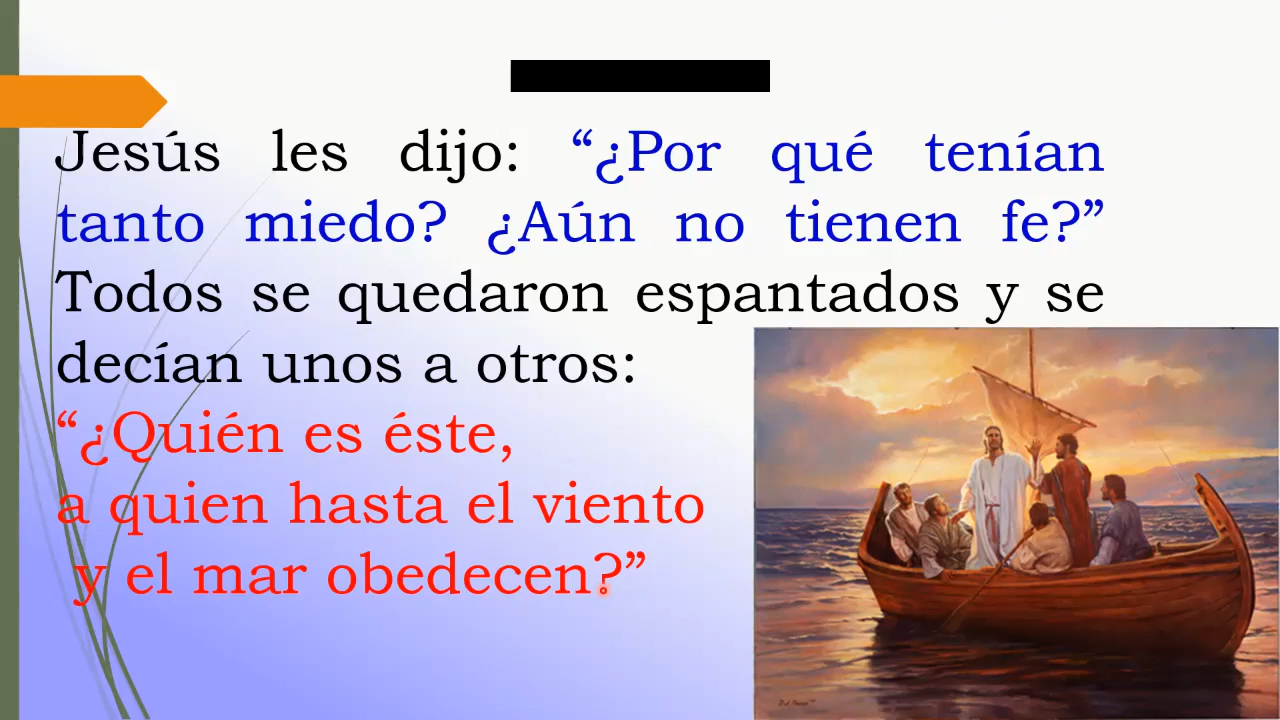 Jesús les dijo: “¿Por qué tenían
tanto miedo? ¿Aún no tienen fe?”
Todos se quedaron espantados y se
decían unos a otros:
“¿Quién es éste,
a quien hasta el viento
y el mar obedecen?”